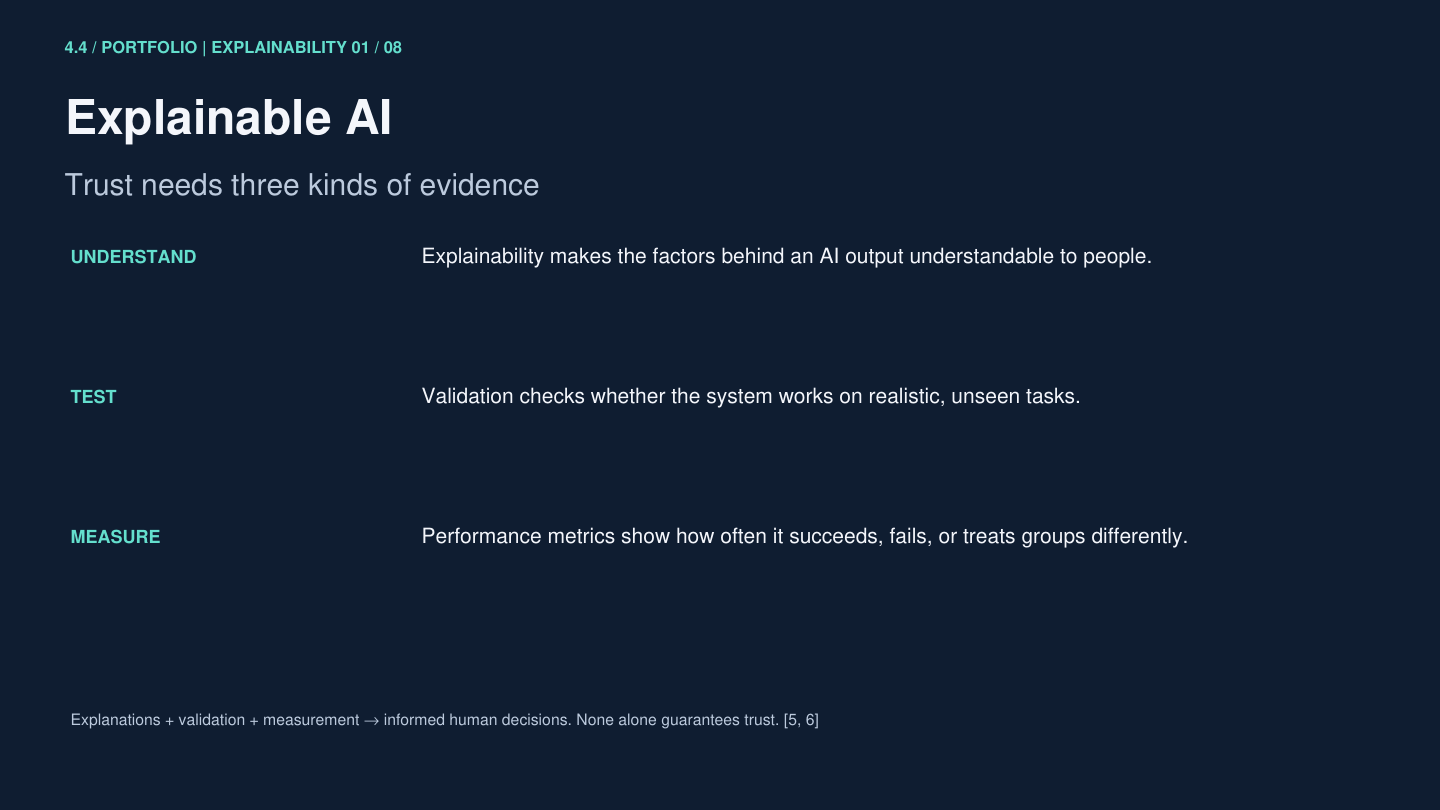 4.4 / PORTFOLIO | EXPLAINABILITY 01 / 08
Explainable AI
Trust needs three kinds of evidence
UNDERSTAND
Explainability makes the factors behind an AI output understandable to people.
TEST
Validation checks whether the system works on realistic, unseen tasks.
MEASURE
Performance metrics show how often it succeeds, fails, or treats groups differently.
Explanations + validation + measurement → informed human decisions. None alone guarantees trust. [5, 6]